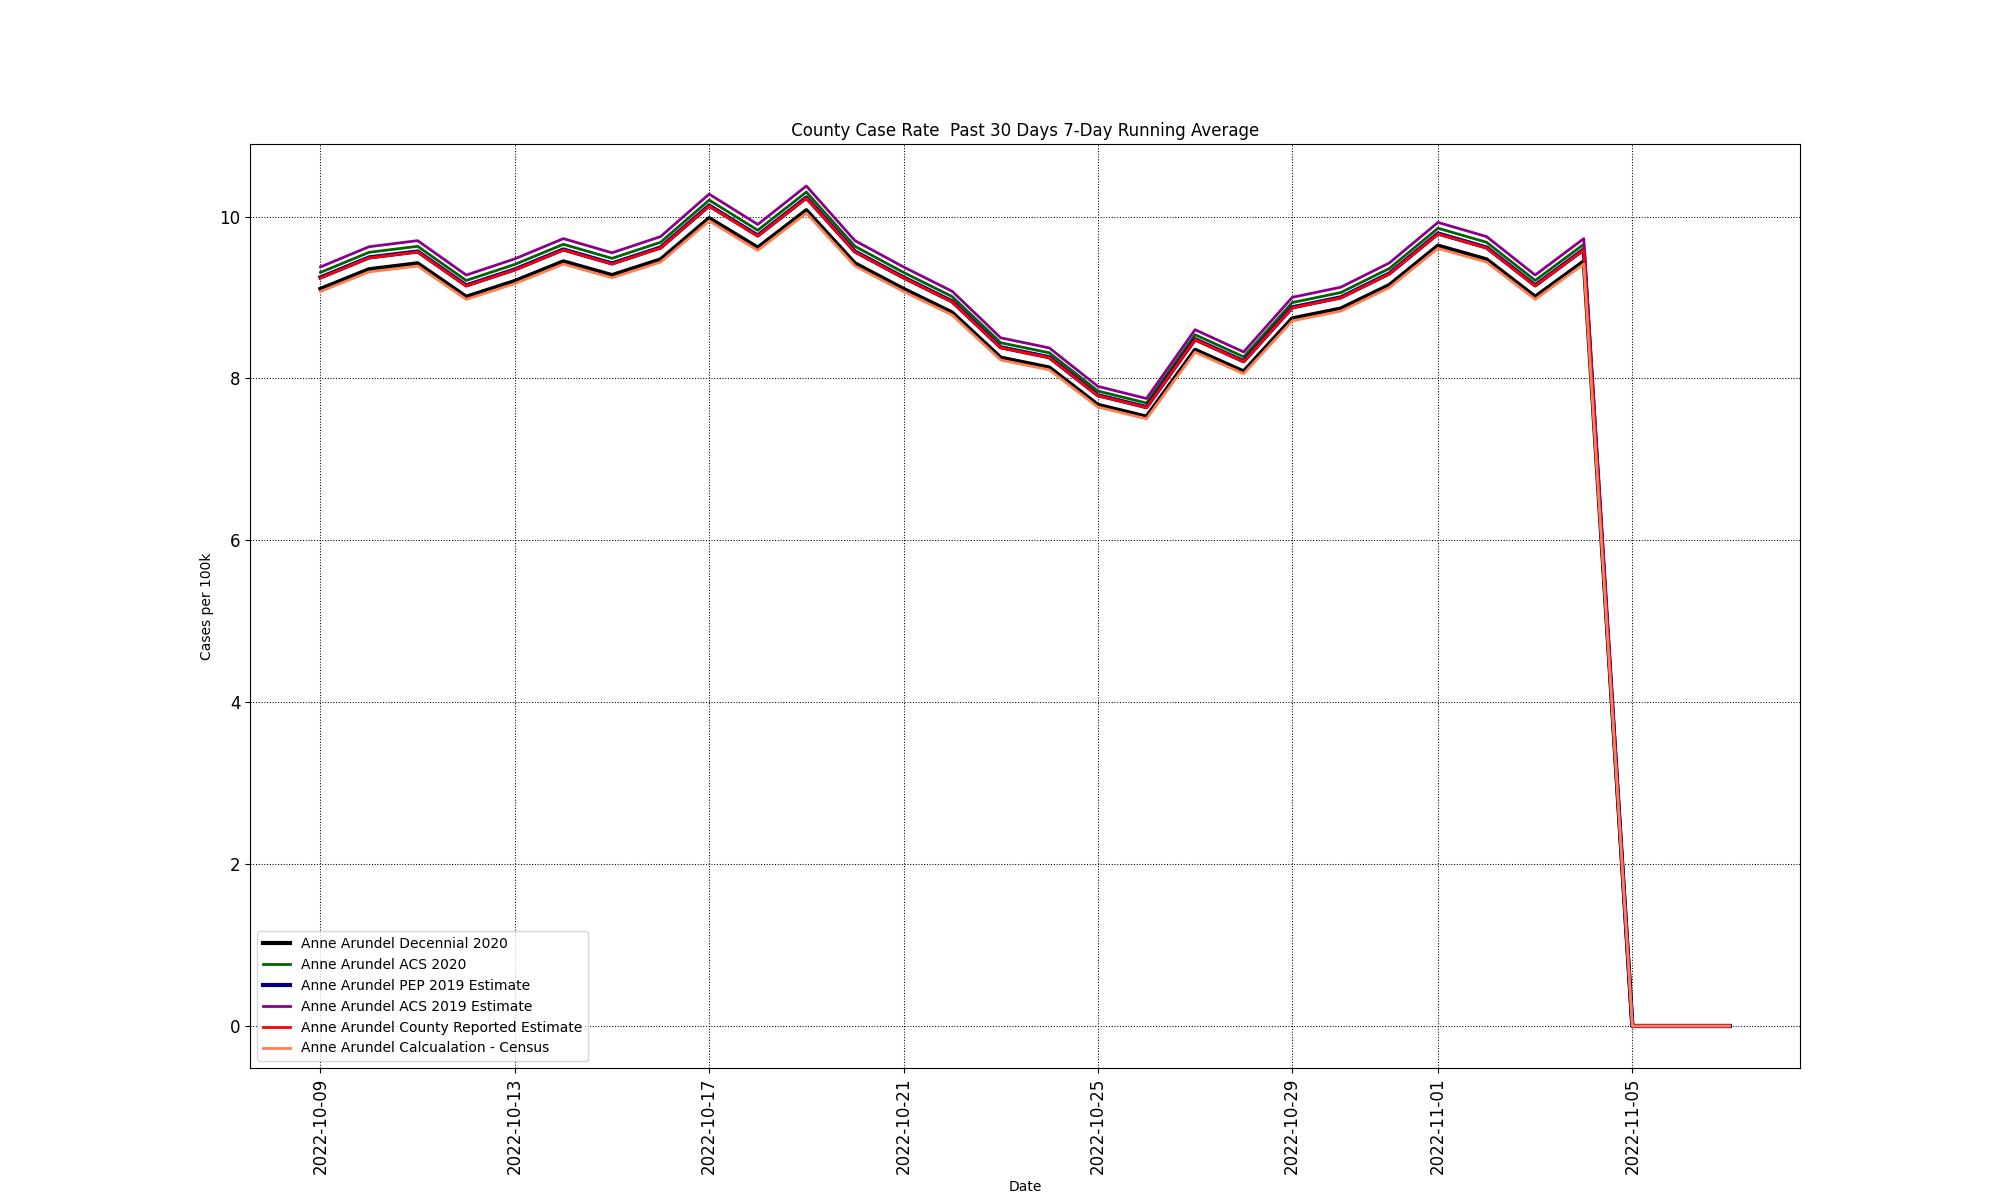 County Case Rate  Past 30 Days 7-Day Running Average
Cases per 100k
10
8
6
4
2
0
Anne Arundel Decennial 2020
Anne Arundel ACS 2020
Anne Arundel PEP 2019 Estimate
Anne Arundel ACS 2019 Estimate
Anne Arundel County Reported Estimate
Anne Arundel Calcualation - Census
2022-10-09
2022-10-13
2022-10-17
2022-10-21
2022-10-25
2022-10-29
2022-11-01
2022-11-05
Date